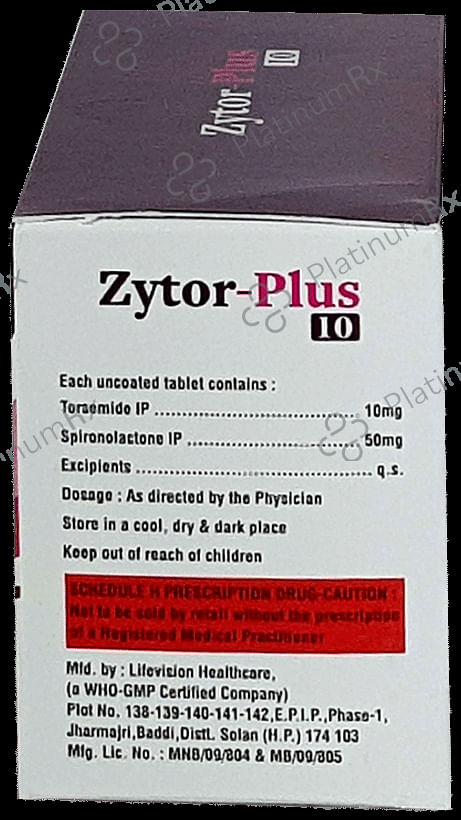 Zytor-Plus
10
Zytor-Plus
10
Each uncoated tablet contains :
Torsemide IP ........................................ 10mg
Spironolactone IP .................................. 50mg
Excipients ............................................. q.s.
Dosage : As directed by the Physician
Store in a cool, dry & dark place
Keep out of reach of children
SCHEDULE H PRESCRIPTION DRUG-CAUTION :
Not to be sold by retail without the prescription
of a Registered Medical Practitioner
Mfd. by : Lifevision Healthcare,
(a WHO-GMP Certified Company)
Plot No. 138-139-140-141-142,E.P.I.P.,Phase-1,
Jharmajri,Baddi,Distt. Solan (H.P.) 174 103
Mfg. Lic. No. : MNB/09/804 & MB/09/805
PlatinumRx
PlatinumRx